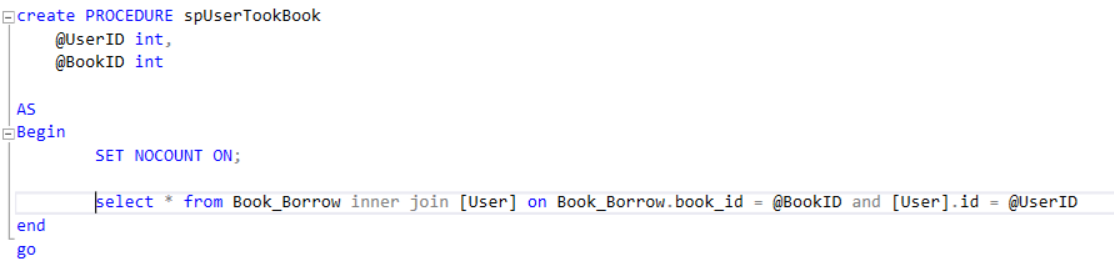 create PROCEDURE spUserTookBook
@UserID int,
@BookID int
AS
Begin
SET NOCOUNT ON;
select * from Book_Borrow inner join [User] on Book_Borrow.book_id = @BookID and [User].id = @UserID
end
go